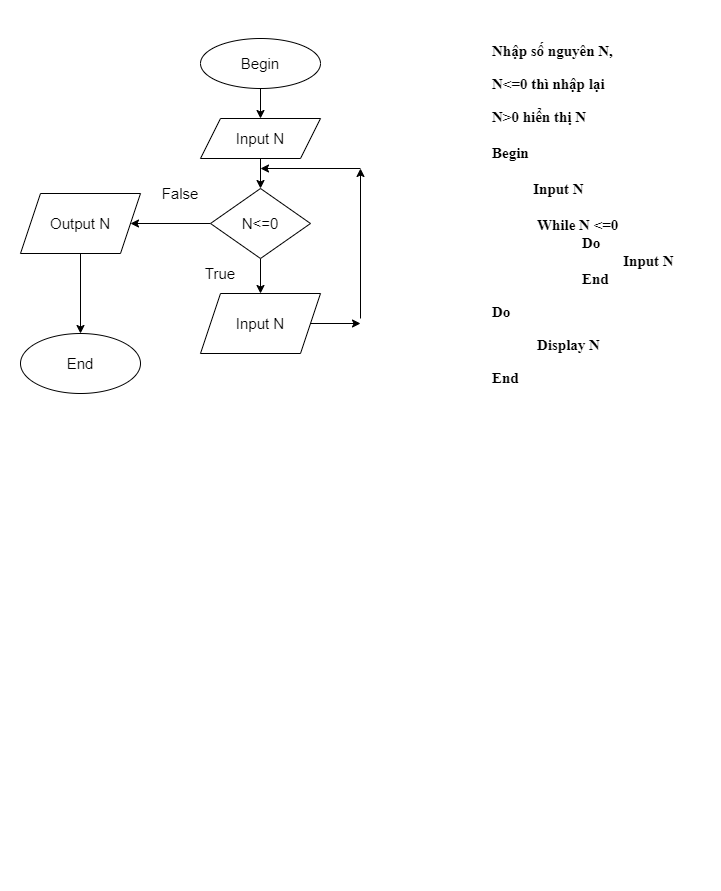 Begin
Input N
False
Output N
N<=0
True
Input N
End
Nhập số nguyên N,
N<=0 thì nhập lại
N>0 hiển thị N
Begin
Input N
While N <=0
Do
Input N
End
Do
Display N
End